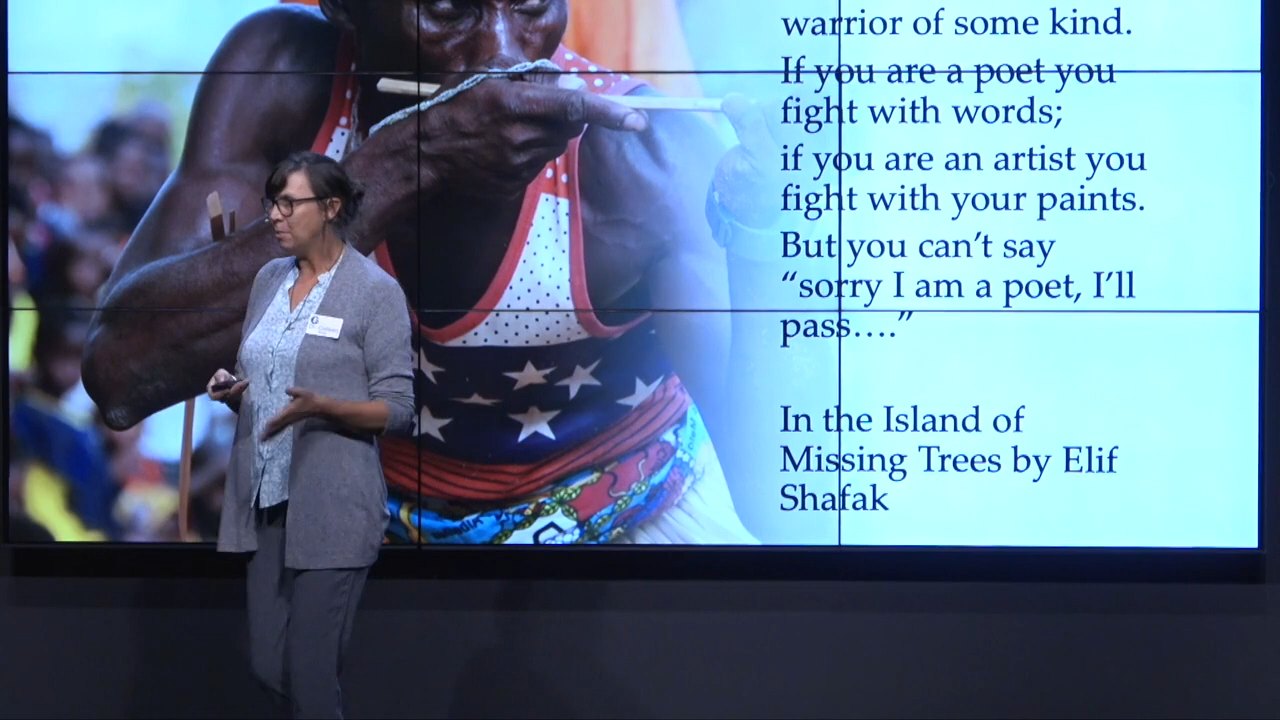 warrior of some kind.
If you are a poet you
fight with words;
if you are an artist you
fight with your paints.
But you can’t say
“sorry I am a poet, I’ll
pass….”
In the Island of
Missing Trees by Elif
Shafak